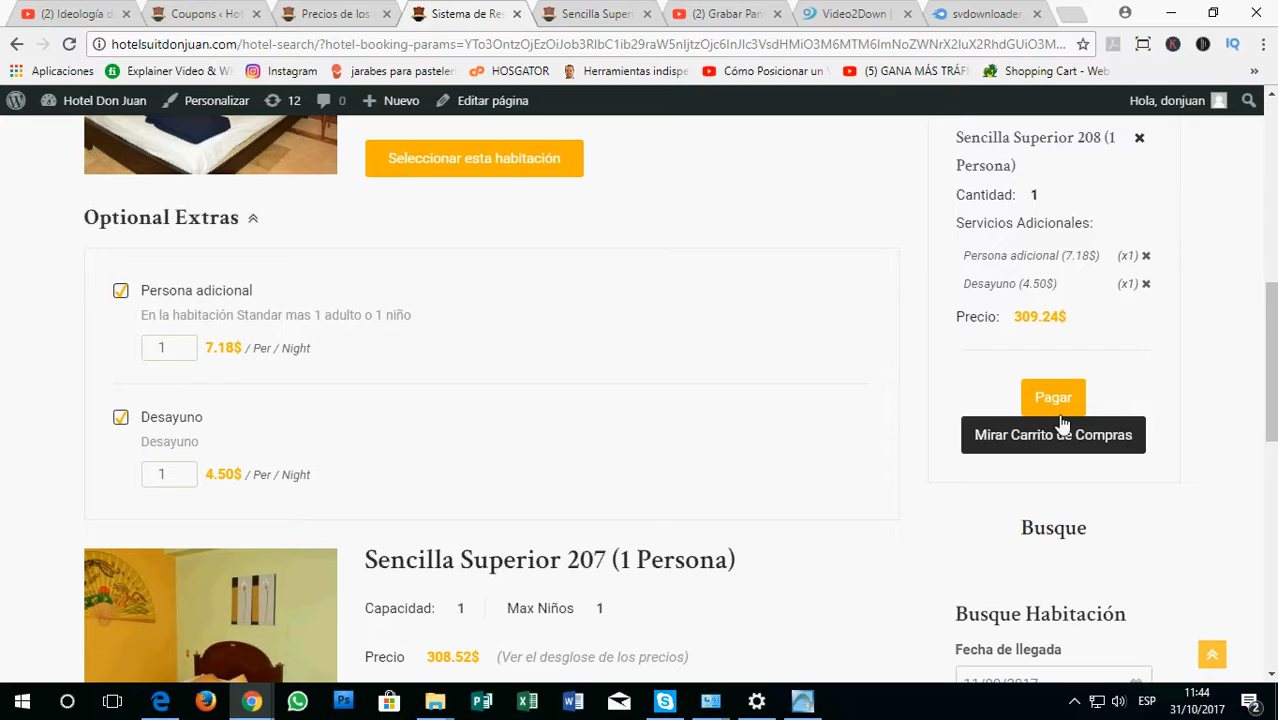 (2) Ideología d
Coupons ‹ Hot
Precios de los
Sistema de Res
Sencilla Superi
(2) Grabar Pan
Video2Down |
svdownloader
hotelsuitdonjuan.com/hotel-search/?hotel-booking-params=
Aplicaciones
Explainer Video & W
Instagram
jarabes para pasteler
HOSGATOR
Herramientas indispe
Cómo Posicionar un
(5) GANA MÁS TRÁF
Shopping Cart - Web
»
Hotel Don Juan
Personalizar
12
0
Nuevo
Editar página
Hola, donjuan
Seleccionar esta habitación
Optional Extras
Persona adicional
En la habitación Standar mas 1 adulto o 1 niño
1 7.18$ / Per / Night
Desayuno
Desayuno
1 4.50$ / Per / Night
Sencilla Superior 207 (1 Persona)
Capacidad: 1 Max Niños 1
Precio 308.52$ (Ver el desglose de los precios)
Sencilla Superior 208 (1
Persona)
Cantidad: 1
Servicios Adicionales:
Persona adicional (7.18$) (x1)
Desayuno (4.50$) (x1)
Precio: 309.24$
Pagar
Mirar Carrito de Compras
Busque
Busque Habitación
Fecha de llegada
ESP
11:44
31/10/2017
2